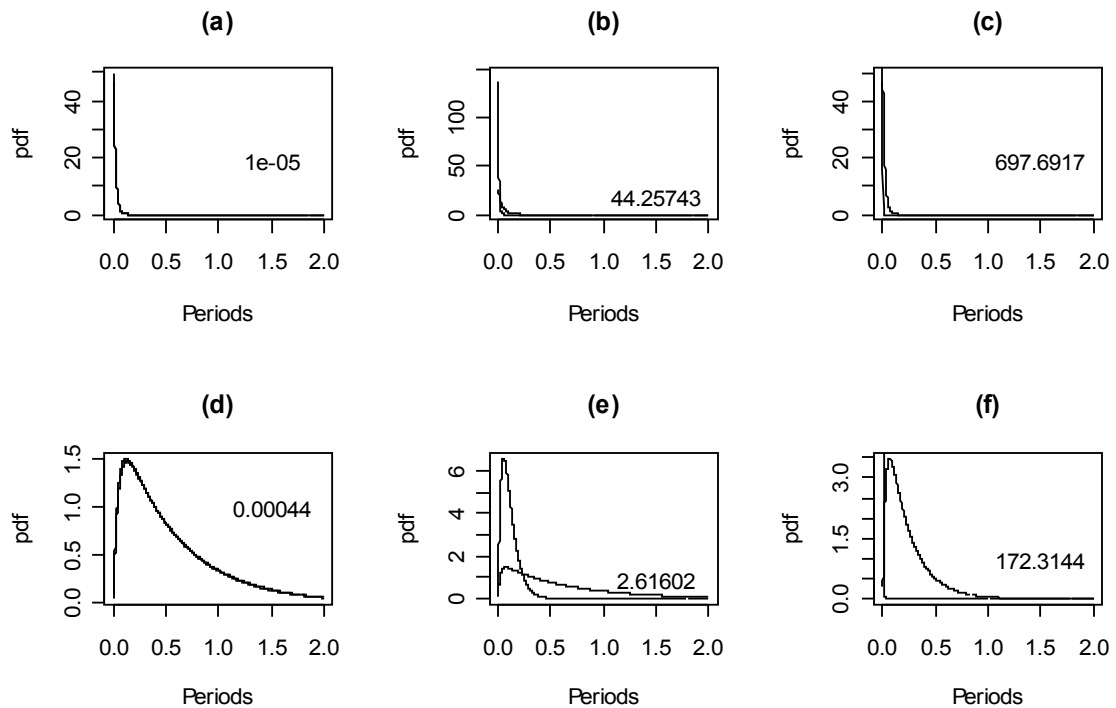 (a)
pdf
0 20 40
1e-05
0.0 0.5 1.0 1.5 2.0
Periods
(b)
pdf
0 50 100
44.25743
0.0 0.5 1.0 1.5 2.0
Periods
(c)
pdf
0 20 40
697.6917
0.0 0.5 1.0 1.5 2.0
Periods
(d)
pdf
0.0 0.5 1.0 1.5
0.00044
0.0 0.5 1.0 1.5 2.0
Periods
(e)
pdf
0 2 4 6
2.61602
0.0 0.5 1.0 1.5 2.0
Periods
(f)
pdf
0.0 1.5 3.0
172.3144
0.0 0.5 1.0 1.5 2.0
Periods